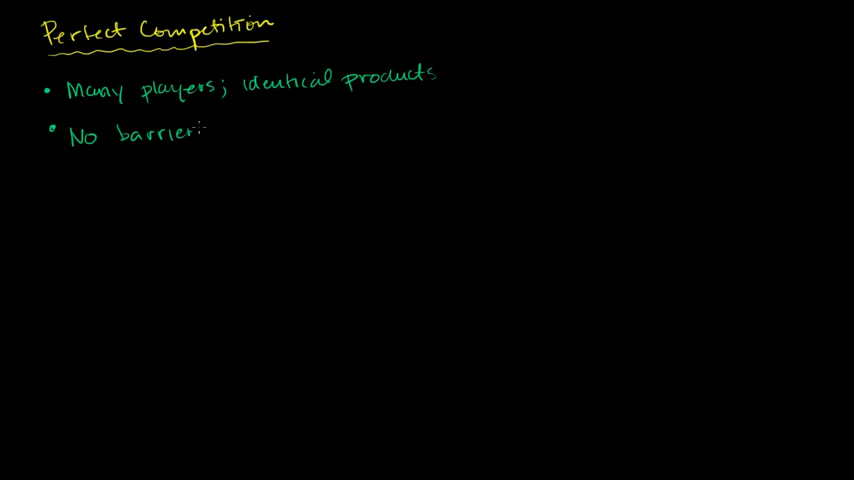 Perfect Competition
• Many players; identical products
• No barrier